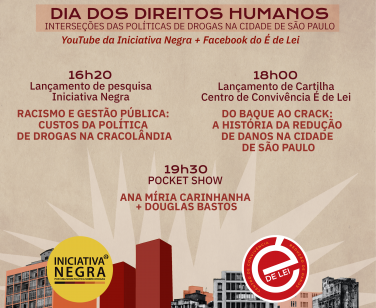 DIA DOS DIREITOS HUMANOS
INTERSEÇÕES DAS POLÍTICAS DE DROGAS NA CIDADE DE SÃO PAULO
YouTube da Iniciativa Negra + Facebook do É de Lei
16h20
Lançamento de pesquisa
Iniciativa Negra
RACISMO E GESTÃO PÚBLICA:
CUSTOS DA POLÍTICA
DE DROGAS NA CRACOLÂNDIA
18h00
Lançamento de Cartilha
Centro de Convivência É de Lei
DO BAQUE AO CRACK:
A HISTÓRIA DA REDUÇÃO
DE DANOS NA CIDADE
DE SÃO PAULO
19h30
POCKET SHOW
ANA MÍRIA CARINHANHA
+ DOUGLAS BASTOS
INICIATIVA
NEGRA
é
DE LEI